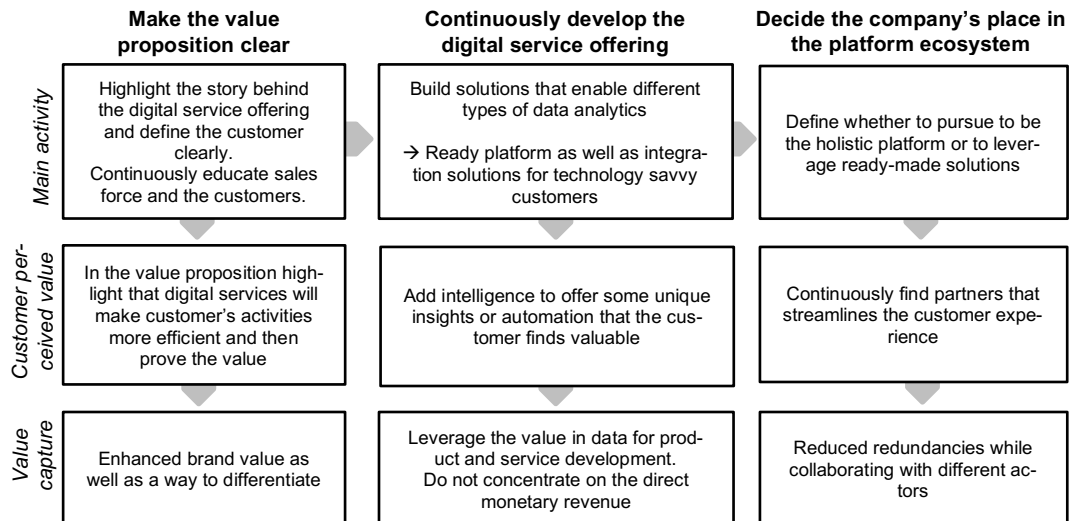 Make the value
proposition clear
Continuously develop the
digital service offering
Decide the company’s place in
the platform ecosystem
Main activity
Highlight the story behind
the digital service offering
and define the customer
clearly.
Continuously educate sales
force and the customers.
Build solutions that enable different
types of data analytics
→ Ready platform as well as integra-
tion solutions for technology savvy
customers
Define whether to pursue to be
the holistic platform or to lever-
age ready-made solutions
Customer per-
ceived value
In the value proposition high-
light that digital services will
make customer’s activities
more efficient and then
prove the value
Add intelligence to offer some unique
insights or automation that the cus-
tomer finds valuable
Continuously find partners that
streamlines the customer expe-
rience
Value
capture
Enhanced brand value as
well as a way to differentiate
Leverage the value in data for prod-
uct and service development.
Do not concentrate on the direct
monetary revenue
Reduced redundancies while
collaborating with different ac-
tors